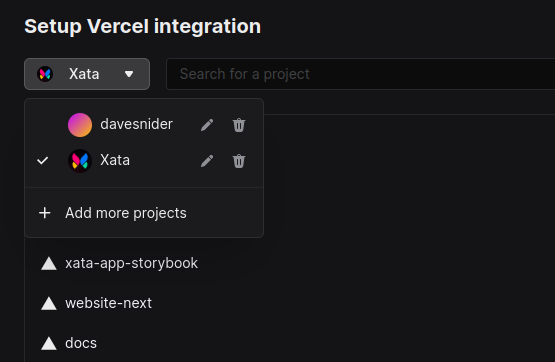 Setup Vercel integration
Xata
Search for a project
davesnider
Xata
Add more projects
xata-app-storybook
website-next
docs